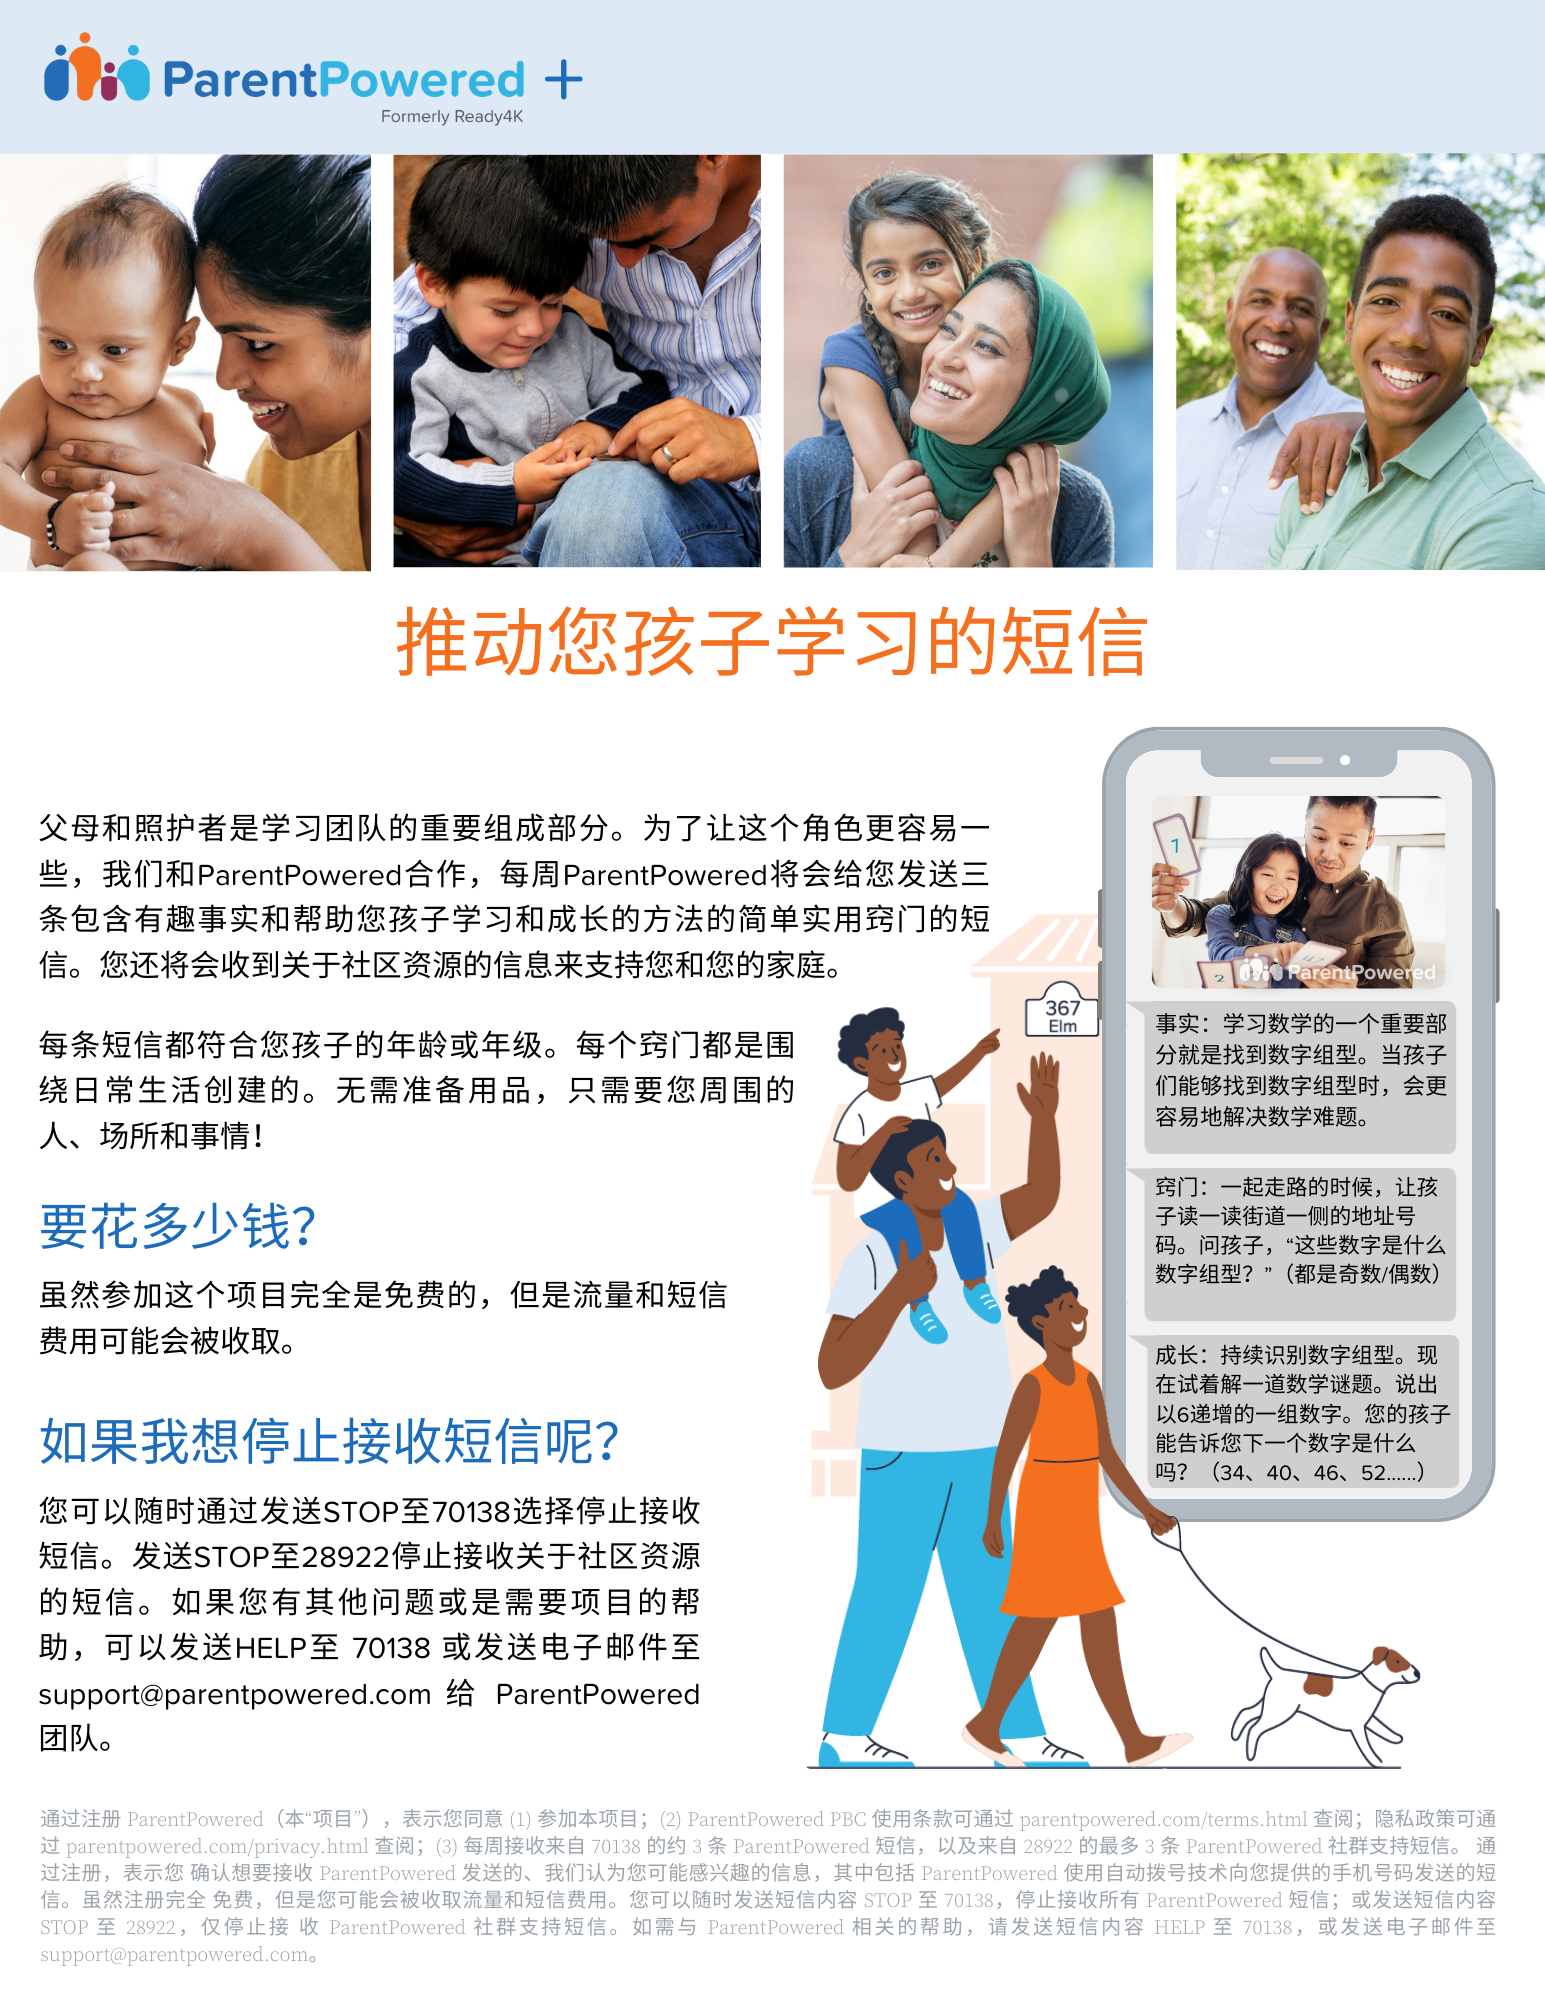 ParentPowered +
Formerly Ready4K
推动您孩子学习的短信
父母和照护者是学习团队的重要组成部分。为了让这个角色更容易一
些，我们和ParentPowered合作，每周ParentPowered将会给您发送三
条包含有趣事实和帮助您孩子学习和成长的方法的简单实用窍门的短
信。您还将会收到关于社区资源的信息来支持您和您的家庭。
每条短信都符合您孩子的年龄或年级。每个窍门都是围
绕日常生活创建的。无需准备用品，只需要您周围的
人、场所和事情！
要花多少钱？
虽然参加这个项目完全是免费的，但是流量和短信
费用可能会被收取。
如果我想停止接收短信呢？
您可以随时通过发送STOP至70138选择停止接收
短信。发送STOP至28922停止接收关于社区资源
的短信。如果您有其他问题或是需要项目的帮
助，可以发送HELP至 70138 或发送电子邮件至
support@parentpowered.com 给 ParentPowered
团队。
367
Elm
1
2
47
ParentPowered
事实：学习数学的一个重要部
分就是找到数字组型。当孩子
们能够找到数字组型时，会更
容易地解决数学难题。
窍门：一起走路的时候，让孩
子读一读街道一侧的地址号
码。问孩子，“这些数字是什么
数字组型？”（都是奇数/偶数）
成长：持续识别数字组型。现
在试着解一道数学谜题。说出
以6递增的一组数字。您的孩子
能告诉您下一个数字是什么
吗？（34、40、46、52……）
通过注册 ParentPowered（本“项目”），表示您同意 (1) 参加本项目；(2) ParentPowered PBC 使用条款可通过 parentpowered.com/terms.html 查阅；隐私政策可通
过 parentpowered.com/privacy.html 查阅；(3) 每周接收来自 70138 的约 3 条 ParentPowered 短信，以及来自 28922 的最多 3 条 ParentPowered 社群支持短信。 通
过注册，表示您 确认想要接收 ParentPowered 发送的、我们认为您可能感兴趣的信息，其中包括 ParentPowered 使用自动拨号技术向您提供的手机号码发送的短
信。虽然注册完全 免费，但是您可能会被收取流量和短信费用。您可以随时发送短信内容 STOP 至 70138，停止接收所有 ParentPowered 短信；或发送短信内容
STOP 至 28922，仅停止接 收 ParentPowered 社群支持短信。如需与 ParentPowered 相关的帮助，请发送短信内容 HELP 至 70138，或发送电子邮件至
support@parentpowered.com。